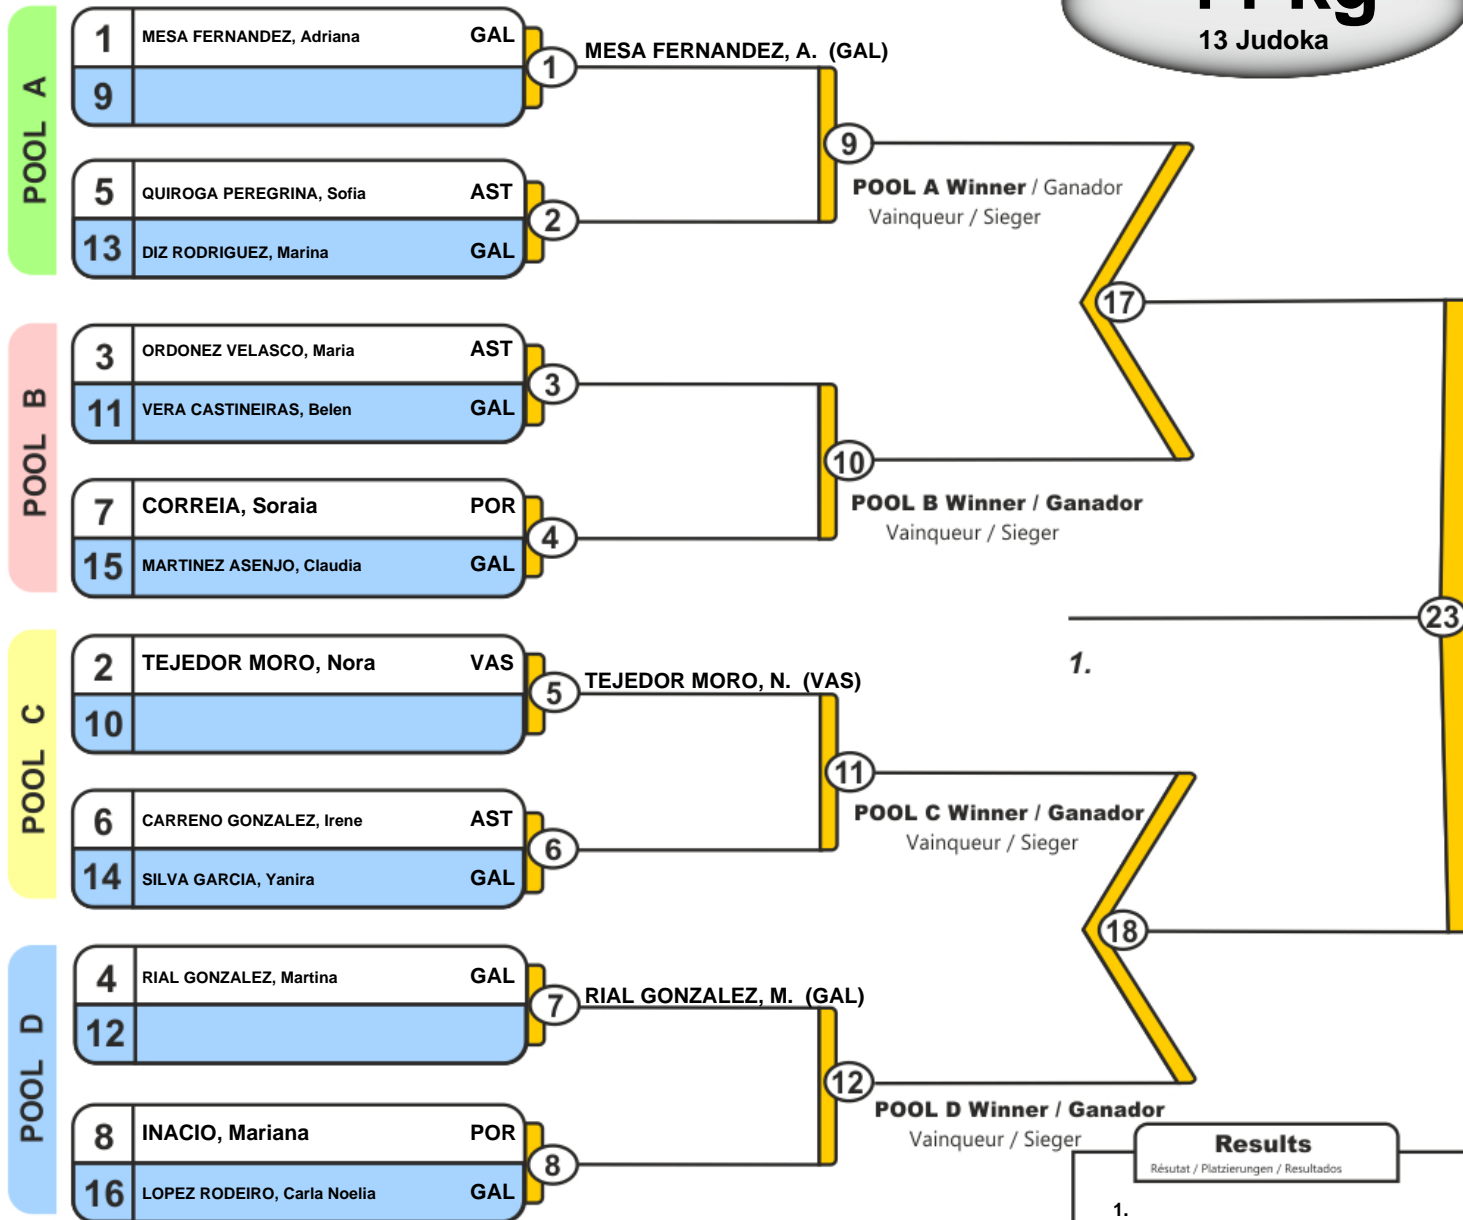 kg
13 Judoka
POOL A
1 MESA FERNANDEZ, Adriana GAL
9
1
MESA FERNANDEZ, A. (GAL)
5 QUIROGA PEREGRINA, Sofia AST
13 DIZ RODRIGUEZ, Marina GAL
2
9
POOL A Winner / Ganador
Vainqueur / Sieger
17
POOL B
3 ORDONEZ VELASCO, Maria AST
11 VERA CASTINEIRAS, Belen GAL
3
7 CORREIA, Soraia POR
15 MARTINEZ ASENJO, Claudia GAL
4
10
POOL B Winner / Ganador
Vainqueur / Sieger
23
1.
POOL C
2 TEJEDOR MORO, Nora VAS
10
5
TEJEDOR MORO, N. (VAS)
6 CARRENO GONZALEZ, Irene AST
14 SILVA GARCIA, Yanira GAL
6
11
POOL C Winner / Ganador
Vainqueur / Sieger
18
POOL D
4 RIAL GONZALEZ, Martina GAL
12
7
RIAL GONZALEZ, M. (GAL)
8 INACIO, Mariana POR
16 LOPEZ RODEIRO, Carla Noelia GAL
8
12
POOL D Winner / Ganador
Vainqueur / Sieger
Results
Résutat / Platzierungen / Resultados
1.